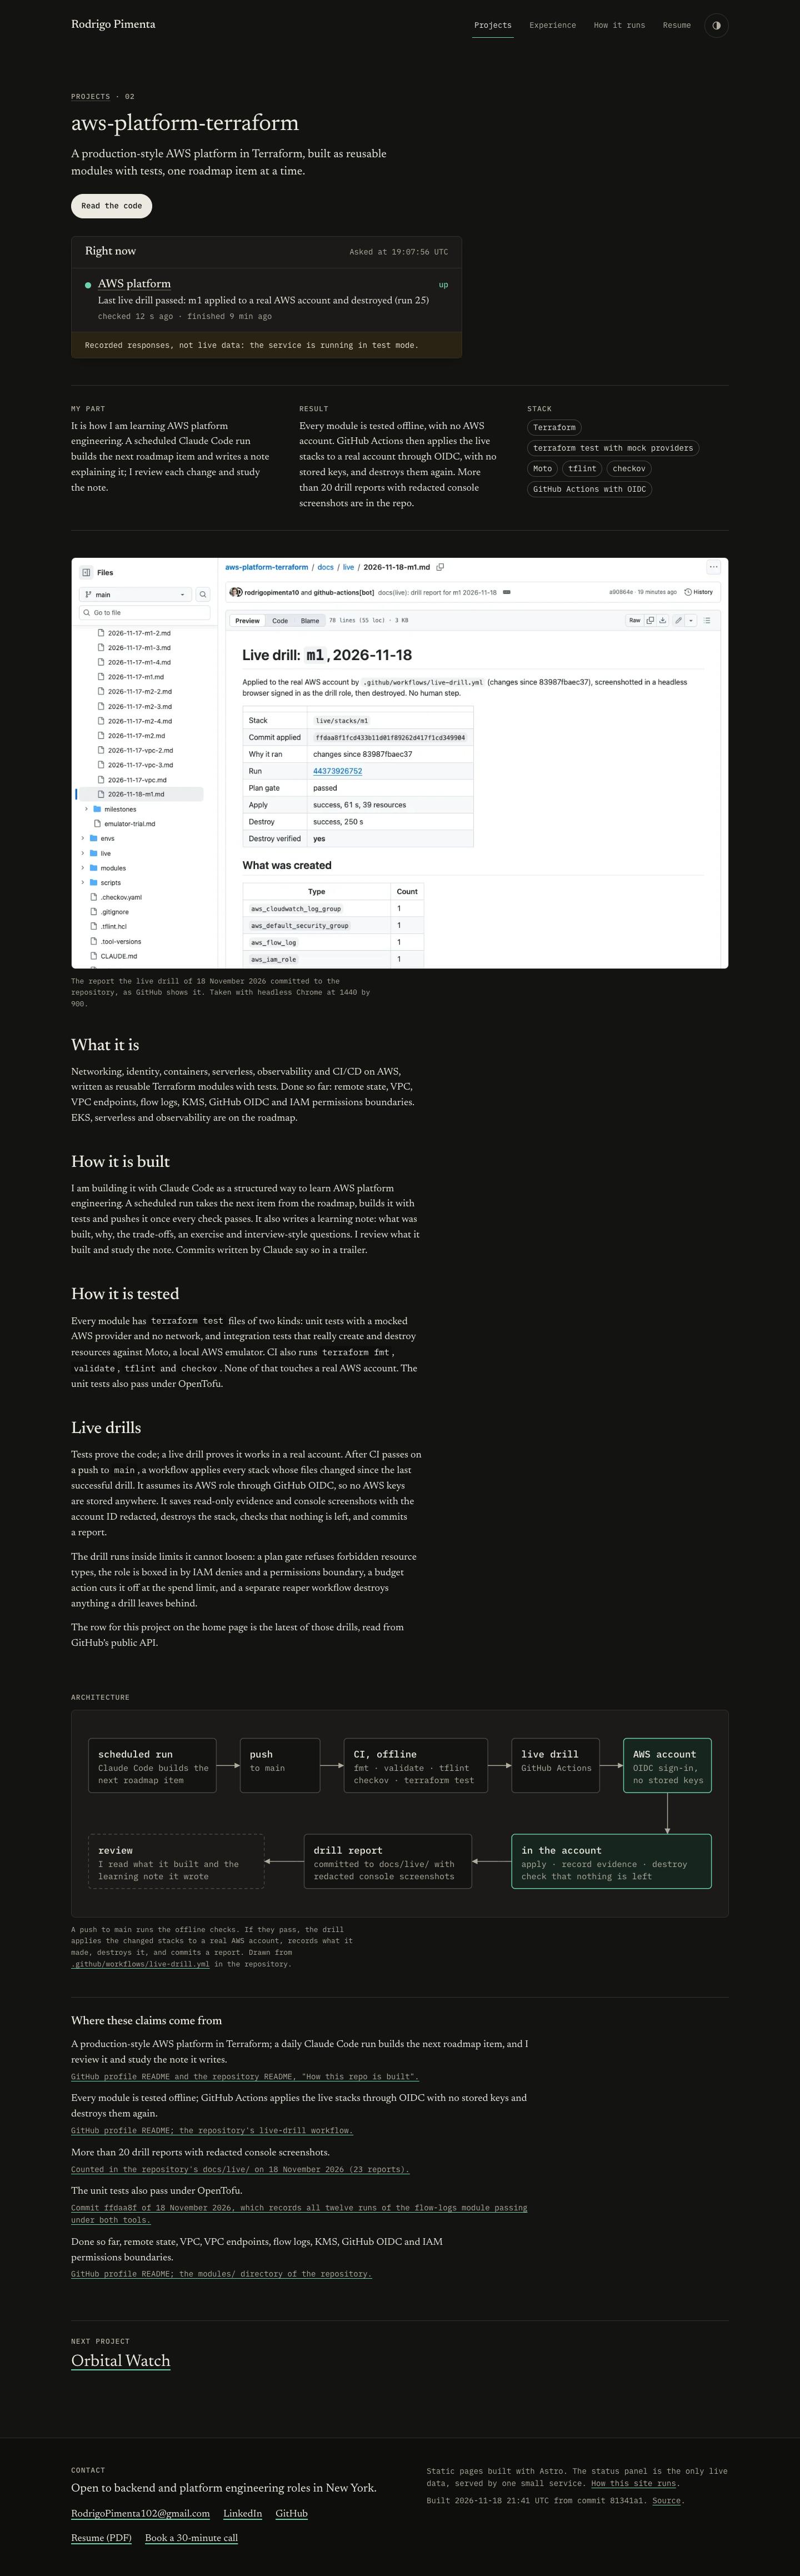 Rodrigo Pimenta
Projects Experience How it runs Resume
PROJECTS · 02
aws-platform-terraform
A production-style AWS platform in Terraform, built as reusable
modules with tests, one roadmap item at a time.
Read the code
Right now Asked at 19:07:56 UTC
AWS platform up
Last live drill passed: m1 applied to a real AWS account and destroyed (run 25)
checked 12 s ago · finished 9 min ago
Recorded responses, not live data: the service is running in test mode.
MY PART
It is how I am learning AWS platform
engineering. A scheduled Claude Code run
builds the next roadmap item and writes a note
explaining it; I review each change and study
the note.
RESULT
Every module is tested offline, with no AWS
account. GitHub Actions then applies the live
stacks to a real account through OIDC, with no
stored keys, and destroys them again. More
than 20 drill reports with redacted console
screenshots are in the repo.
STACK
Terraform
terraform test with mock providers
Moto tflint checkov
GitHub Actions with OIDC
Files
main
Go to file
2026-11-17-m1-2.md
2026-11-17-m1-3.md
2026-11-17-m1-4.md
2026-11-17-m1.md
2026-11-17-m2-2.md
2026-11-17-m2-3.md
2026-11-17-m2-4.md
2026-11-17-m2.md
2026-11-17-vpc-2.md
2026-11-17-vpc-3.md
2026-11-17-vpc.md
2026-11-18-m1.md
milestones
emulator-trial.md
envs
live
modules
scripts
.checkov.yaml
.gitignore
.tflint.hcl
.tool-versions
CLAUDE.md
aws-platform-terraform / docs / live / 2026-11-18-m1.md
rodrigopimenta10 and github-actions[bot] docs(live): drill report for m1 2026-11-18 a90864e · 19 minutes ago History
Preview Code Blame 78 lines (55 loc) · 3 KB Raw
Live drill: m1, 2026-11-18
Applied to the real AWS account by .github/workflows/live-drill.yml (changes since 83987fbaec37), screenshotted in a headless
browser signed in as the drill role, then destroyed. No human step.
Stack live/stacks/m1
Commit applied ffdaa8f1fcd433b11d01f89262d417f1cd349904
Why it ran changes since 83987fbaec37
Run 44373926752
Plan gate passed
Apply success, 61 s, 39 resources
Destroy success, 250 s
Destroy verified yes
What was created
Type Count
aws_cloudwatch_log_group 1
aws_default_security_group 1
aws_flow_log 1
aws_iam_role 1
The report the live drill of 18 November 2026 committed to the
repository, as GitHub shows it. Taken with headless Chrome at 1440 by
900.
What it is
Networking, identity, containers, serverless, observability and CI/CD on AWS,
written as reusable Terraform modules with tests. Done so far: remote state, VPC,
VPC endpoints, flow logs, KMS, GitHub OIDC and IAM permissions boundaries.
EKS, serverless and observability are on the roadmap.
How it is built
I am building it with Claude Code as a structured way to learn AWS platform
engineering. A scheduled run takes the next item from the roadmap, builds it with
tests and pushes it once every check passes. It also writes a learning note: what was
built, why, the trade-offs, an exercise and interview-style questions. I review what it
built and study the note. Commits written by Claude say so in a trailer.
How it is tested
Every module has terraform test files of two kinds: unit tests with a mocked
AWS provider and no network, and integration tests that really create and destroy
resources against Moto, a local AWS emulator. CI also runs terraform fmt,
validate, tflint and checkov. None of that touches a real AWS account. The
unit tests also pass under OpenTofu.
Live drills
Tests prove the code; a live drill proves it works in a real account. After CI passes on
a push to main, a workflow applies every stack whose files changed since the last
successful drill. It assumes its AWS role through GitHub OIDC, so no AWS keys
are stored anywhere. It saves read-only evidence and console screenshots with the
account ID redacted, destroys the stack, checks that nothing is left, and commits
a report.
The drill runs inside limits it cannot loosen: a plan gate refuses forbidden resource
types, the role is boxed in by IAM denies and a permissions boundary, a budget
action cuts it off at the spend limit, and a separate reaper workflow destroys
anything a drill leaves behind.
The row for this project on the home page is the latest of those drills, read from
GitHub's public API.
ARCHITECTURE
scheduled run
Claude Code builds the
next roadmap item
push
to main
CI, offline
fmt · validate · tflint
checkov · terraform test
live drill
GitHub Actions
AWS account
OIDC sign-in,
no stored keys
review
I read what it built and the
learning note it wrote
drill report
committed to docs/live/ with
redacted console screenshots
in the account
apply · record evidence · destroy
check that nothing is left
A push to main runs the offline checks. If they pass, the drill
applies the changed stacks to a real AWS account, records what it
made, destroys it, and commits a report. Drawn from
.github/workflows/live-drill.yml in the repository.
Where these claims come from
A production-style AWS platform in Terraform; a daily Claude Code run builds the next roadmap item, and I
review it and study the note it writes.
GitHub profile README and the repository README, "How this repo is built".
Every module is tested offline; GitHub Actions applies the live stacks through OIDC with no stored keys and
destroys them again.
GitHub profile README; the repository's live-drill workflow.
More than 20 drill reports with redacted console screenshots.
Counted in the repository's docs/live/ on 18 November 2026 (23 reports).
The unit tests also pass under OpenTofu.
Commit ffdaa8f of 18 November 2026, which records all twelve runs of the flow-logs module passing
under both tools.
Done so far, remote state, VPC, VPC endpoints, flow logs, KMS, GitHub OIDC and IAM
permissions boundaries.
GitHub profile README; the modules/ directory of the repository.
NEXT PROJECT
Orbital Watch
CONTACT
Open to backend and platform engineering roles in New York.
RodrigoPimenta102@gmail.com LinkedIn GitHub
Resume (PDF) Book a 30-minute call
Static pages built with Astro. The status panel is the only live
data, served by one small service. How this site runs.
Built 2026-11-18 21:41 UTC from commit 81341a1. Source.